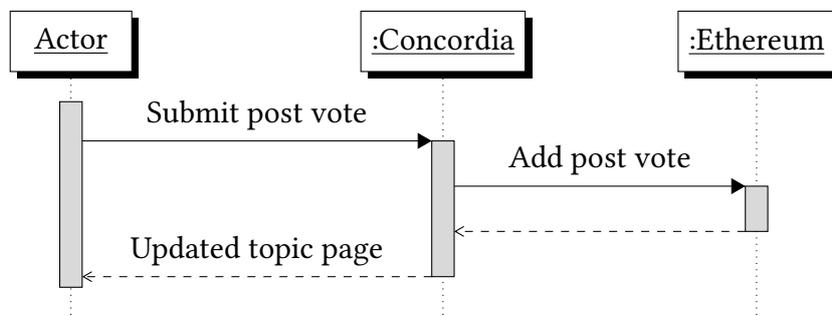 Actor
:Concordia
:Ethereum
Submit post vote
Add post vote
Updated topic page